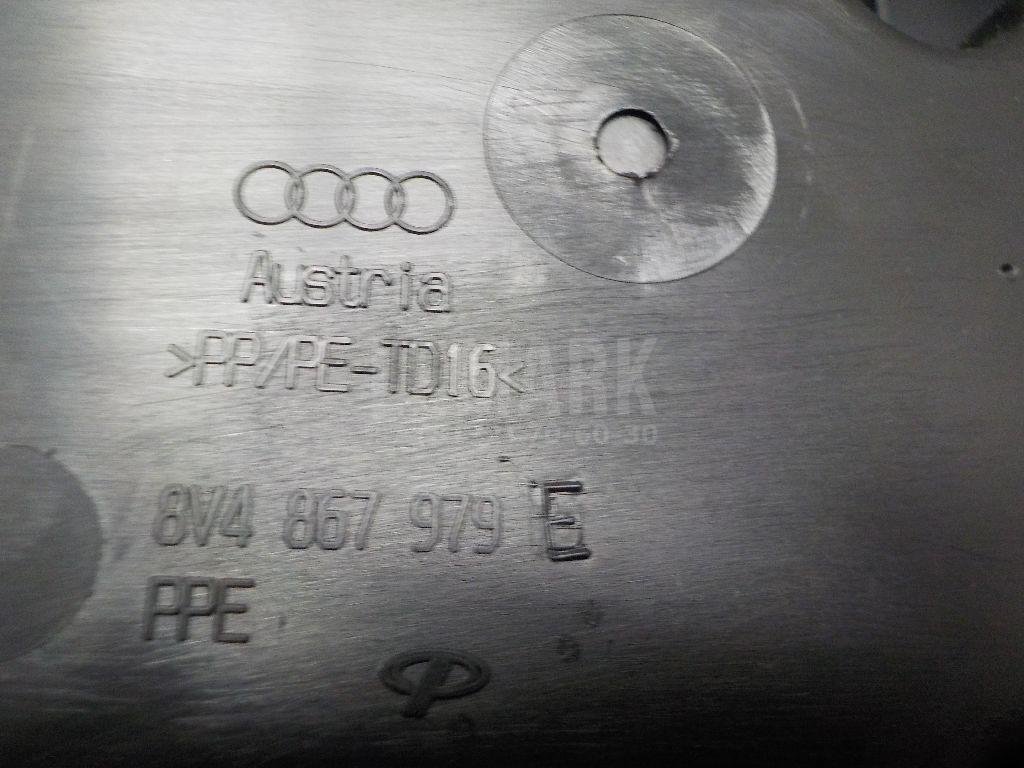 Austria
>PP/PE-TD16<
8V4 867 979 E
PPE